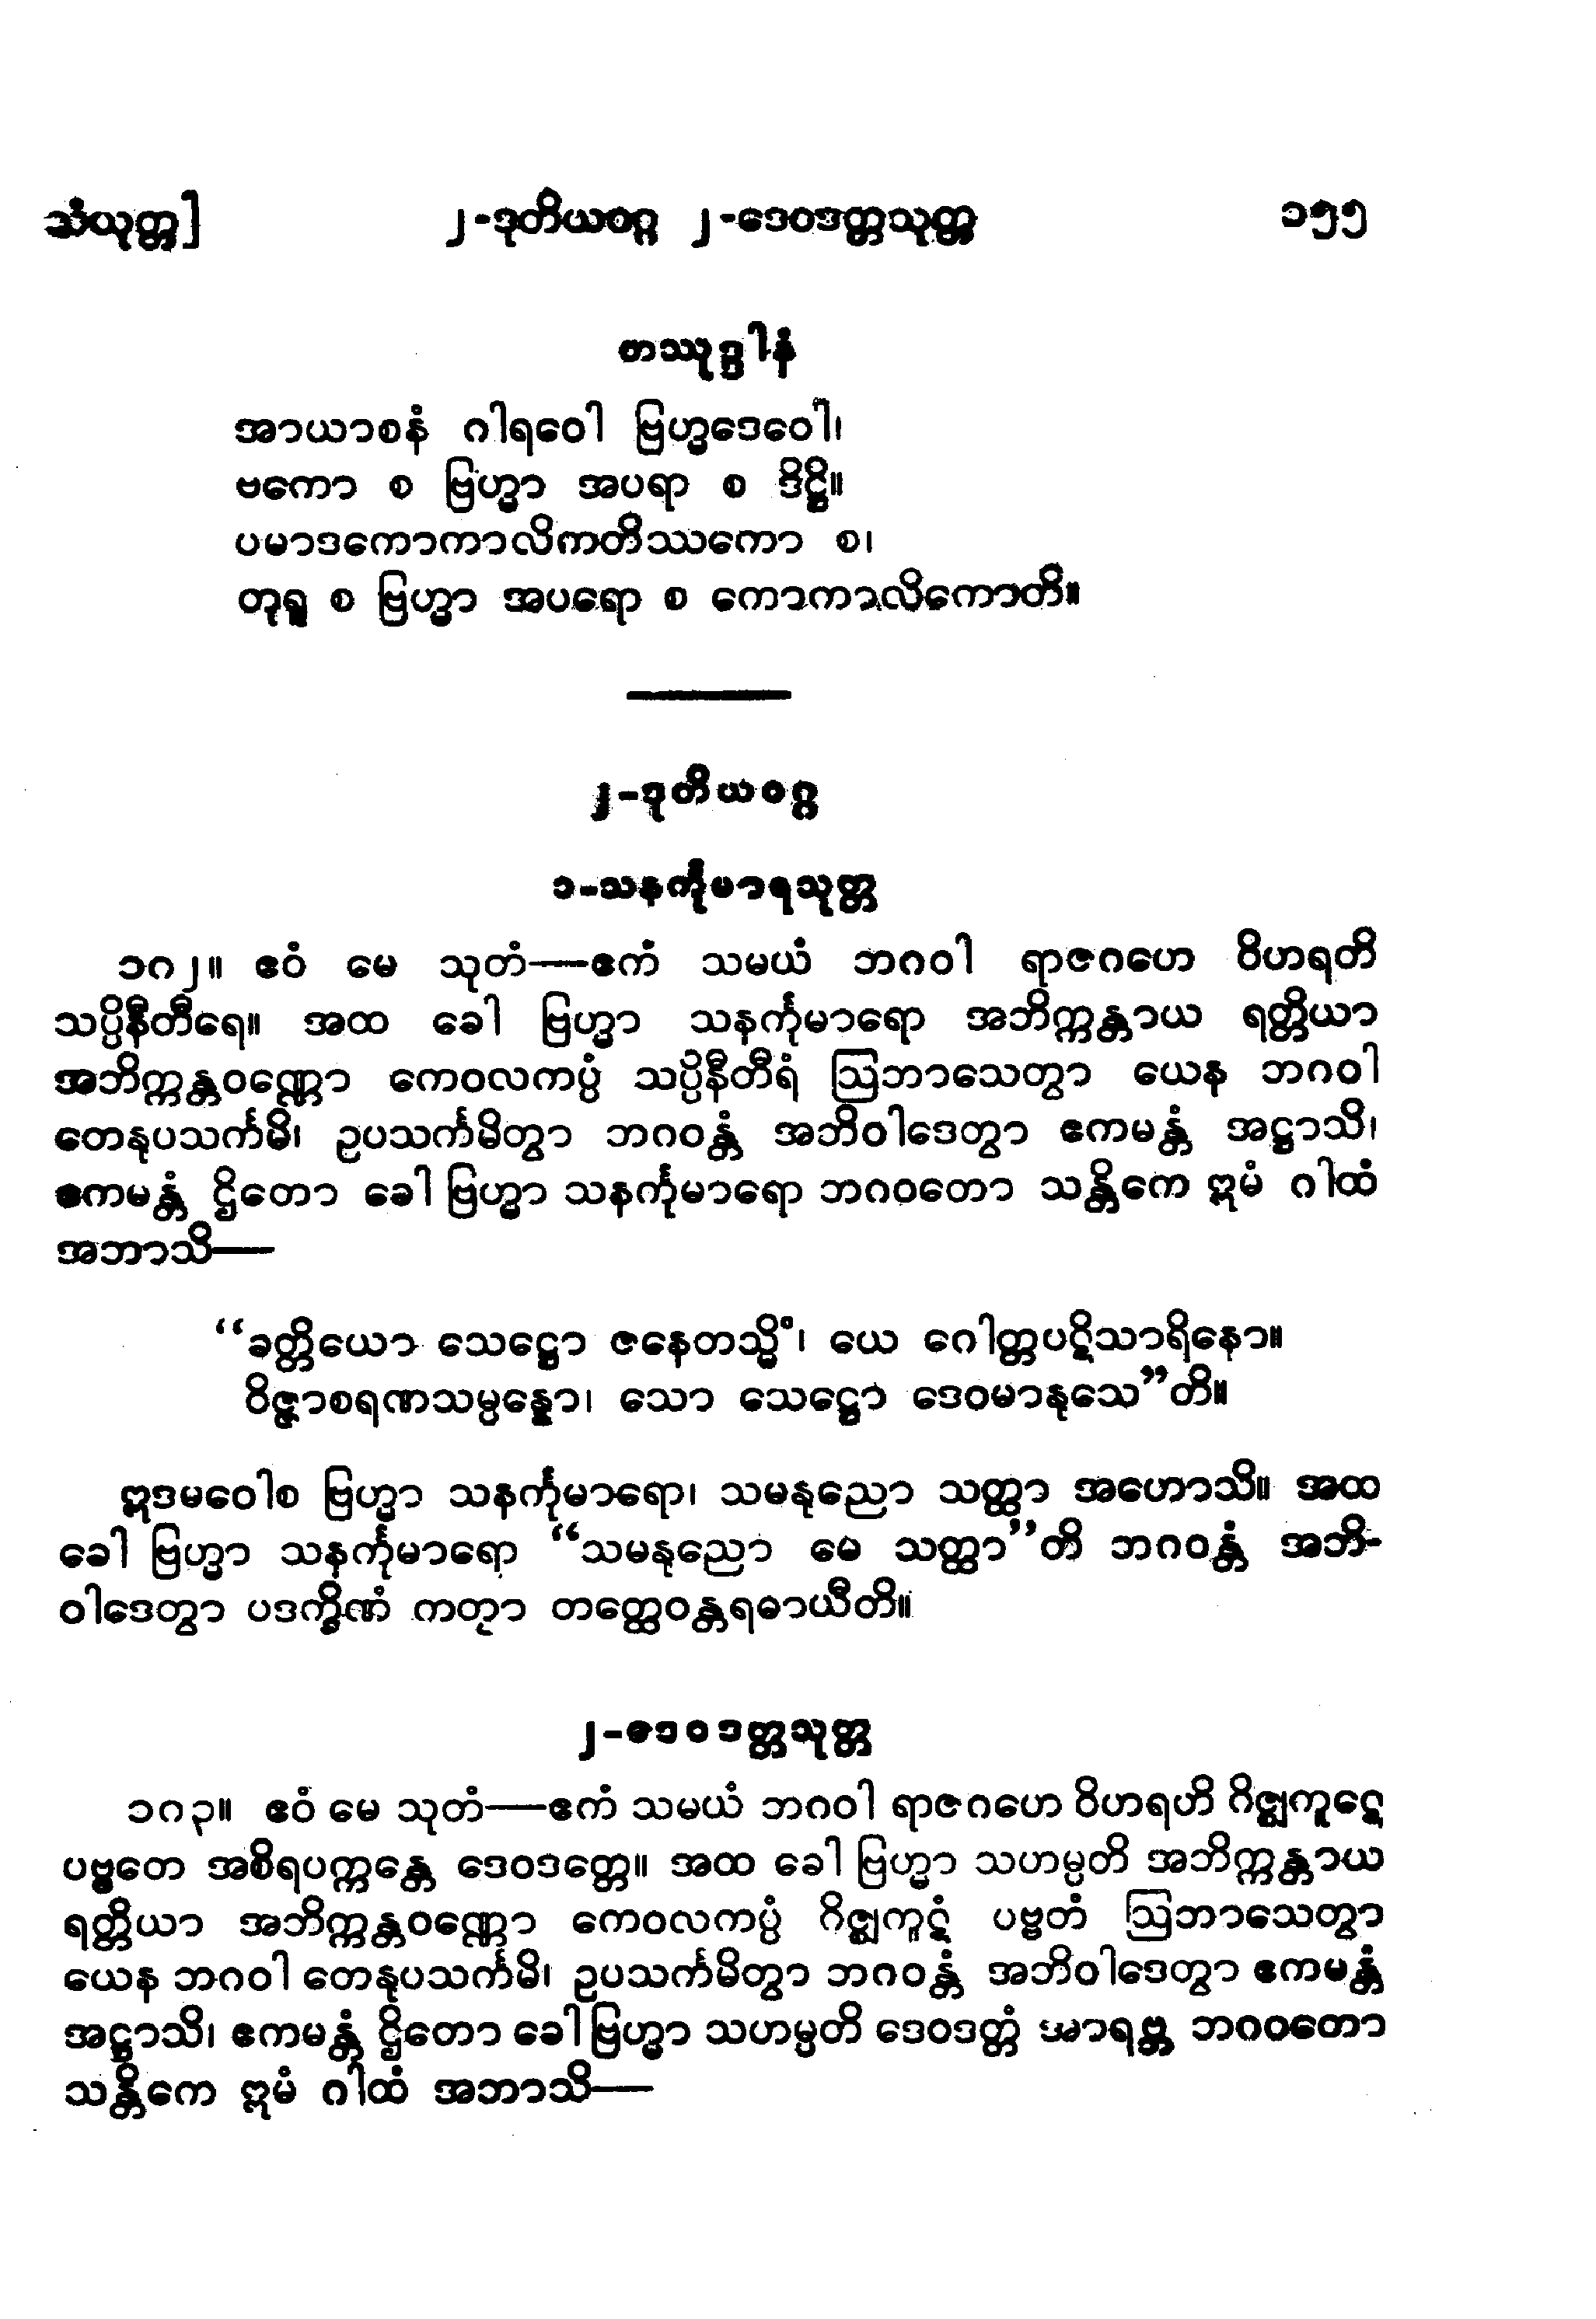 သံယုတ္တ] ၂-ဒုတိယဝဂ္ဂ ၂-ဒေဝဒတ္တသုတ္တ ၁၅၅
တဿုဒ္ဒါနံ
အာယာစနံ ဂါရဝေါ ဗြဟ္မဒေဝေါ၊
ဗကော စ ဗြဟ္မာ အပရာ စ ဒိဋ္ဌိ။
ပမာဒကောကာလိကတိဿကော စ၊
တုရူ စ ဗြဟ္မာ အပရော စ ကောကာလိကောတိ။
၂-ဒုတိယဝဂ္ဂ
၁-သနင်္ကုမာရသုတ္တ
၁ဂ၂။ ဧဝံ မေ သုတံ—ဧကံ သမယံ ဘဂဝါ ရာဇဂဟေ ဝိဟရတိ
သပ္ပိနီတီရေ။ အထ ခေါ ဗြဟ္မာ သနင်္ကုမာရော အဘိက္ကန္တာယ ရတ္တိယာ
အဘိက္ကန္တဝဏ္ဏော ကေဝလကပ္ပံ သပ္ပိနီတီရံ ဩဘာသေတွာ ယေန ဘဂဝါ
တေနုပသင်္ကမိ၊ ဥပသင်္ကမိတွာ ဘဂဝန္တံ အဘိဝါဒေတွာ ဧကမန္တံ အဋ္ဌာသိ၊
ဧကမန္တံ ဌိတော ခေါ ဗြဟ္မာ သနင်္ကုမာရော ဘဂဝတော သန္တိကေ ဣမံ ဂါထံ
အဘာသိ—
“ခတ္တိယော သေဋ္ဌော ဇနေတသ္မိံ၊ ယေ ဂေါတ္တပဋိသာရိနော။
ဝိဇ္ဇာစရဏသမ္ပန္နော၊ သော သေဋ္ဌော ဒေဝမာနုသေ”တိ။
ဣဒမဝေါစ ဗြဟ္မာ သနင်္ကုမာရော၊ သမနုညော သတ္ထာ အဟောသိ။ အထ
ခေါ ဗြဟ္မာ သနင်္ကုမာရော “သမနုညော မေ သတ္ထာ”တိ ဘဂဝန္တံ အဘိ-
ဝါဒေတွာ ပဒက္ခိဏံ ကတွာ တတ္ထေဝန္တရဓာယီတိ။
၂-ဒေဝဒတ္တသုတ္တ
၁ဂ၃။ ဧဝံ မေ သုတံ—ဧကံ သမယံ ဘဂဝါ ရာဇဂဟေ ဝိဟရဟိ ဂိဇ္ဈကူဋေ
ပဗ္ဗတေ အစိရပက္ကန္တေ ဒေဝဒတ္တေ။ အထ ခေါ ဗြဟ္မာ သဟမ္ပတိ အဘိက္ကန္တာယ
ရတ္တိယာ အဘိက္ကန္တဝဏ္ဏော ကေဝလကပ္ပံ ဂိဇ္ဈကူဋံ ပဗ္ဗတံ ဩဘာသေတွာ
ယေန ဘဂဝါ တေနုပသင်္ကမိ၊ ဥပသင်္ကမိတွာ ဘဂဝန္တံ အဘိဝါဒေတွာ ဧကမန္တံ
အဋ္ဌာသိ၊ ဧကမန္တံ ဌိတော ခေါ ဗြဟ္မာ သဟမ္ပတိ ဒေဝဒတ္တံ အာရဗ္ဘ ဘဂဝတော
သန္တိကေ ဣမံ ဂါထံ အဘာသိ—